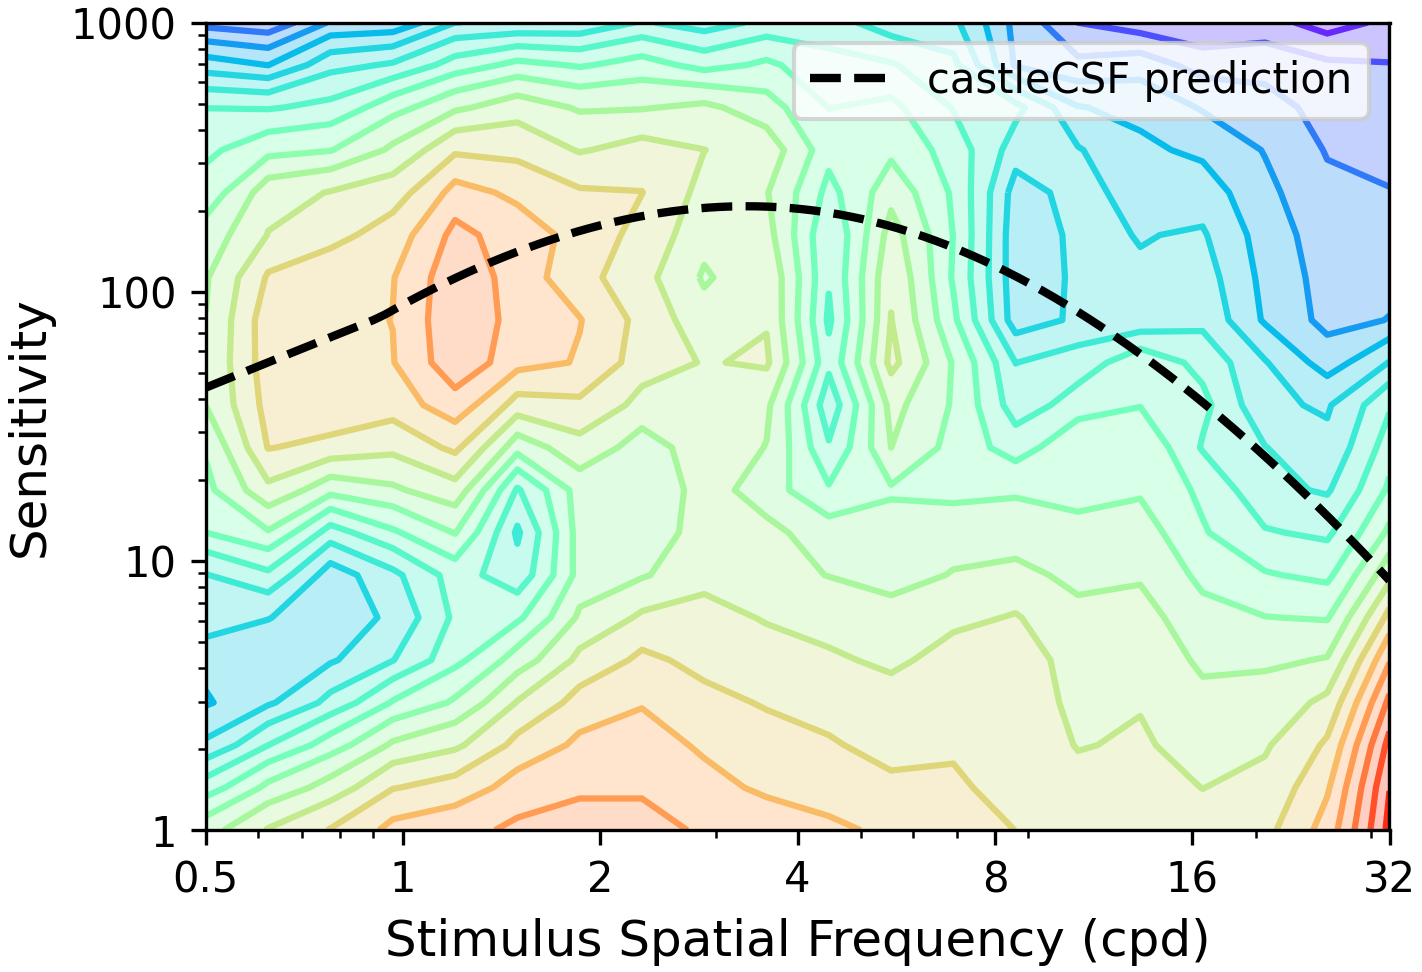 1000
castleCSF prediction
100
Sensitivity
10
1
0.5 1 2 4 8 16 32
Stimulus Spatial Frequency (cpd)